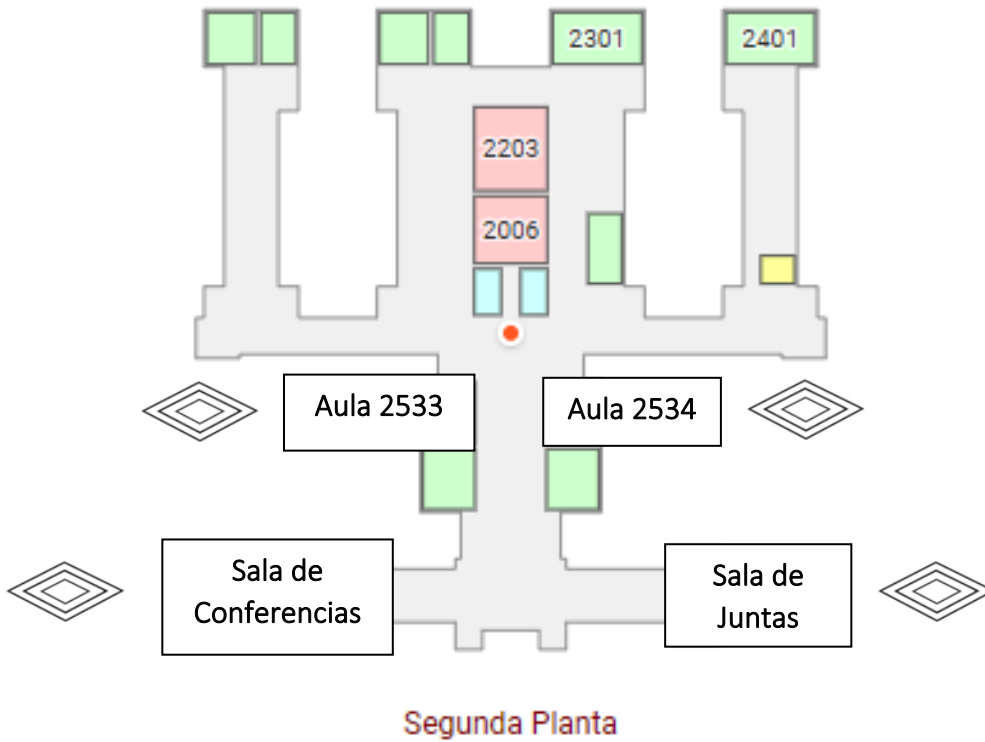 2301
2401
2203
2006
Aula 2533
Aula 2534
Sala de
Conferencias
Sala de
Juntas
Segunda Planta